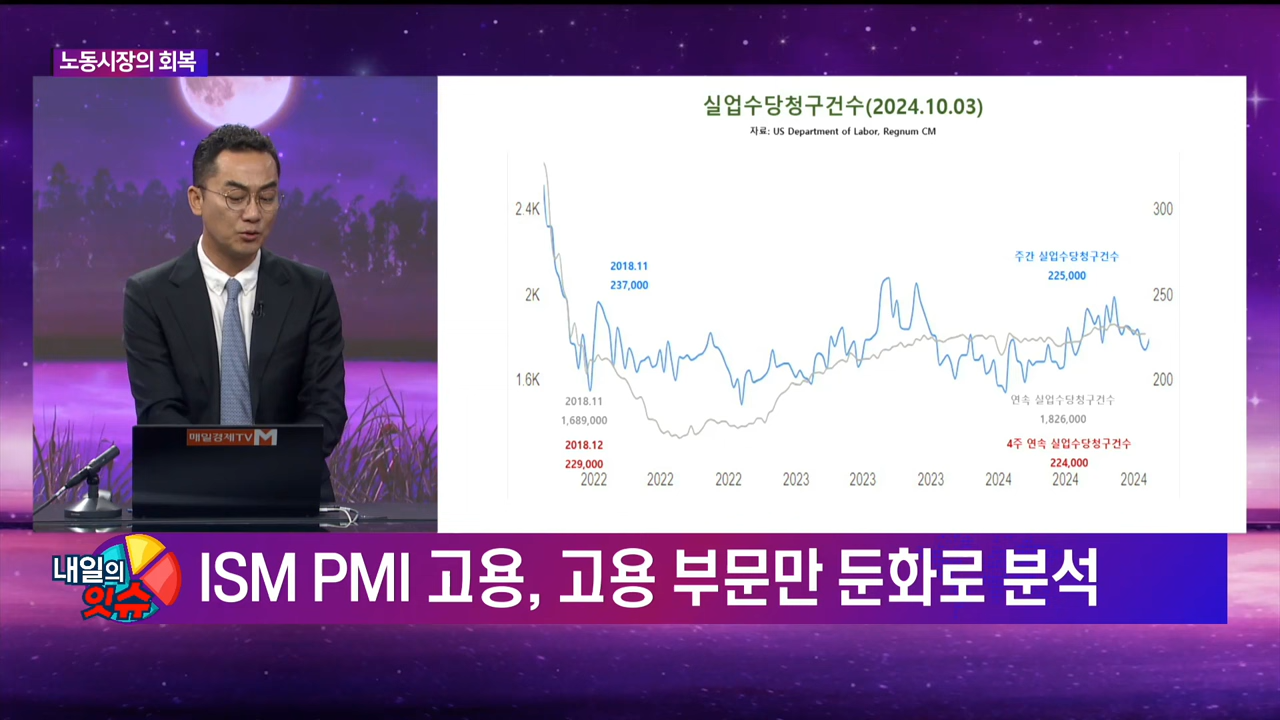 노동시장의 회복
실업수당청구건수(2024.10.03)
자료: US Department of Labor, Regnum CM
2.4K
2K
1.6K
300
250
200
2018.11
237,000
주간 실업수당청구건수
225,000
2018.11
1,689,000
2018.12
229,000
연속 실업수당청구건수
1,826,000
4주 연속 실업수당청구건수
224,000
2022 2022 2022 2023 2023 2023 2024 2024 2024
매일경제TV M
내일의
잇슈
ISM PMI 고용, 고용 부문만 둔화로 분석